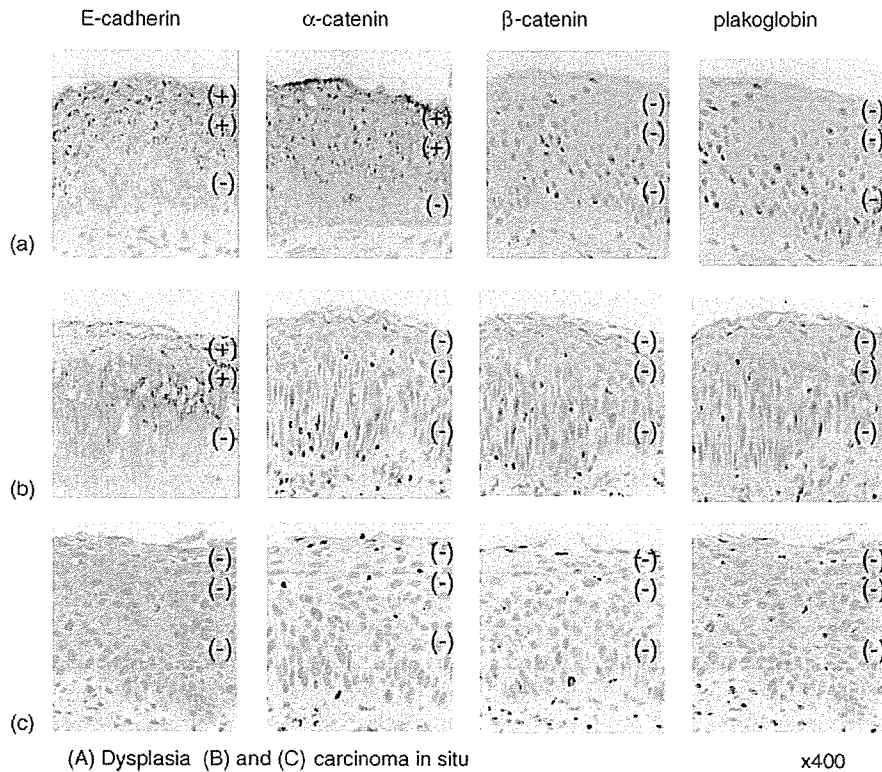 E-cadherin α-catenin β-catenin plakoglobin
(+) (+) (-) (-)
(+) (+) (-) (-)
(-) (-) (-) (-)
(a)
(+) (-) (-) (-)
(+) (-) (-) (-)
(-) (-) (-) (-)
(b)
(-) (-) (-) (-)
(-) (-) (-) (-)
(-) (-) (-) (-)
(c)
(A) Dysplasia (B) and (C) carcinoma in situ x400